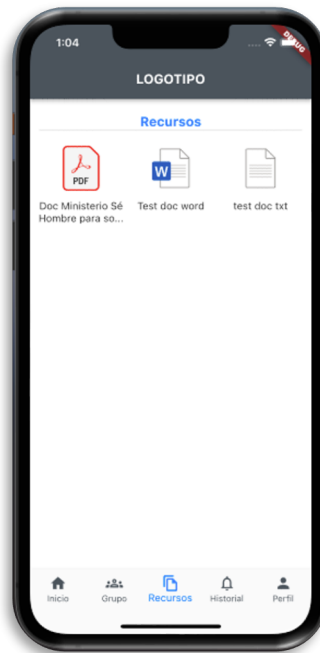 1:04
DEBUG
LOGOTIPO
Recursos
PDF
W
Doc Ministerio Sé
Hombre para so...
Test doc word
test doc txt
Inicio
Grupo
Recursos
Historial
Perfil